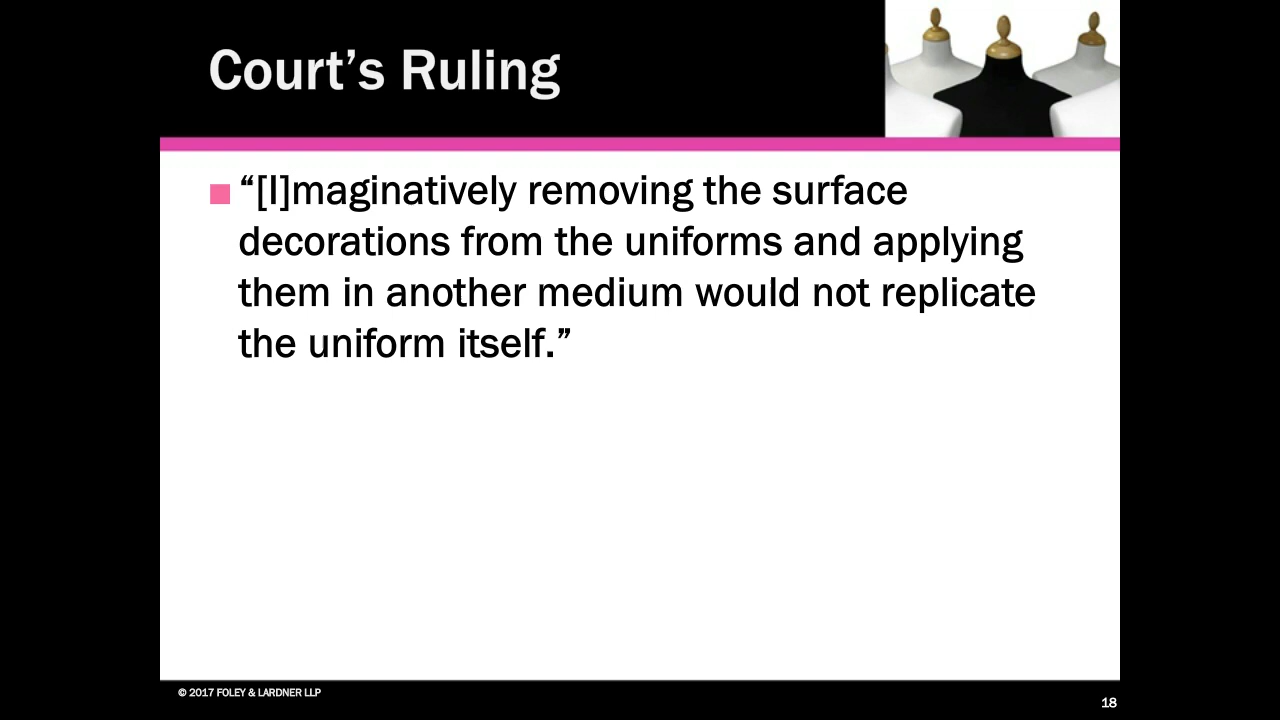 Court’s Ruling
“[I]maginatively removing the surface
decorations from the uniforms and applying
them in another medium would not replicate
the uniform itself.”
© 2017 FOLEY & LARDNER LLP
18